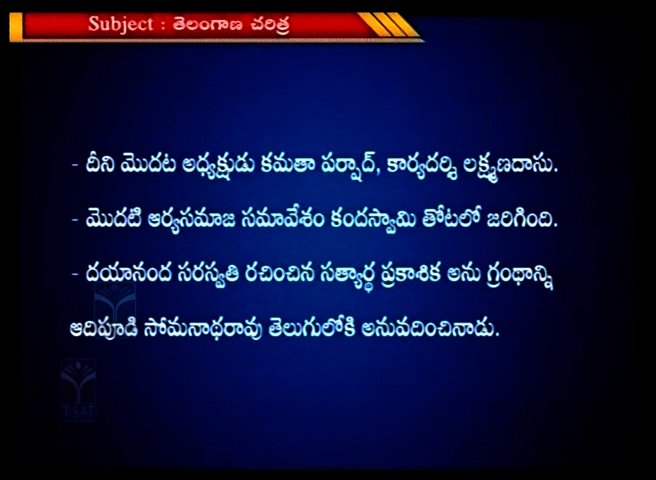 Subject : తెలంగాణ చరిత్ర
- దీని మొదట అధ్యక్షుడు కమతా పర్షాద్, కార్యదర్శి లక్ష్మణదాసు.
- మొదటి ఆర్యసమాజ సమావేశం కందస్వామి తోటలో జరిగింది.
- దయానంద సరస్వతి రచించిన సత్యార్థ ప్రకాశిక అను గ్రంథాన్ని
ఆదిపూడి సోమనాథరావు తెలుగులోకి అనువదించినాడు.
T SAT